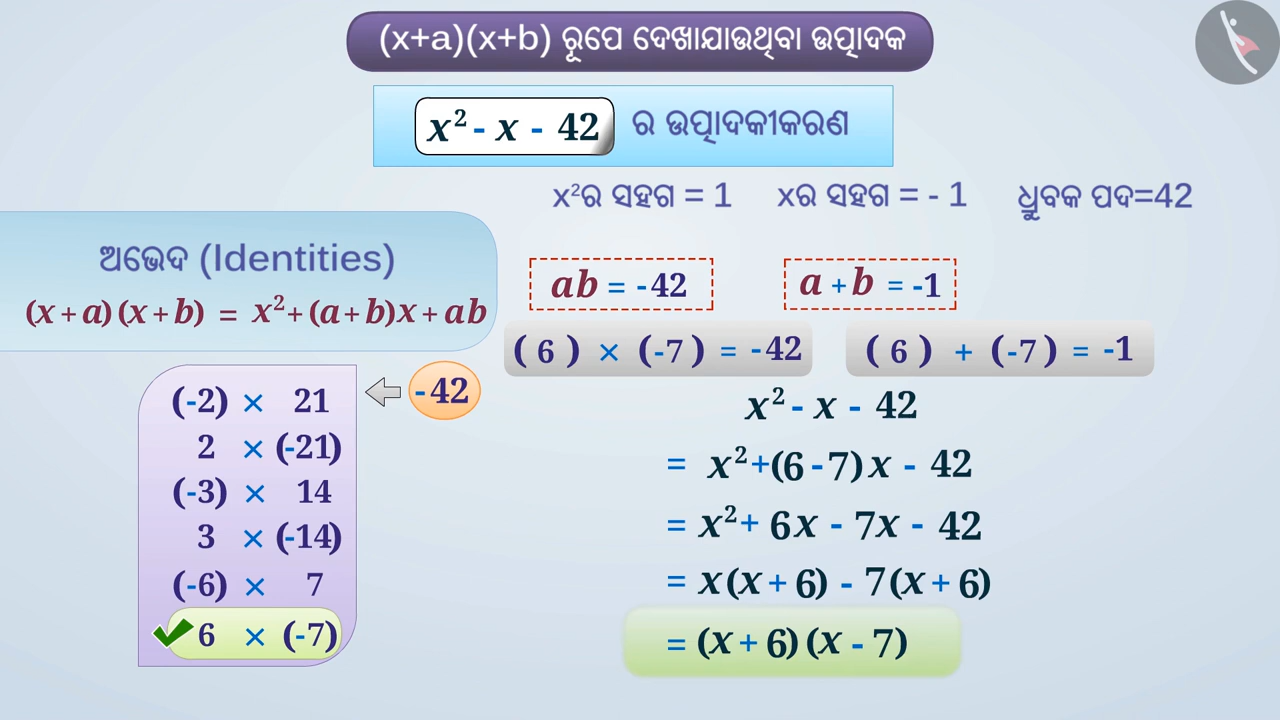 (x+a)(x+b) ରୂପେ ଦେଖାଯାଉଥିବା ଉତ୍ପାଦକ
x² - x - 42 ର ଉତ୍ପାଦକୀକରଣ
x²ର ସହଗ = 1 xର ସହଗ = - 1 ଧ୍ରୁବକ ପଦ=42
ଅଭେଦ (Identities)
(x+a)(x+b) = x²+(a+b)x+ab
ab = -42 a+b = -1
(6) × (-7) = -42 (6) + (-7) = -1
-42
(-2) × 21
2 × (-21)
(-3) × 14
3 × (-14)
(-6) × 7
6 × (-7)
x² - x - 42
= x²+(6-7)x - 42
= x²+ 6x - 7x - 42
= x(x+6) - 7(x+6)
= (x+6)(x-7)